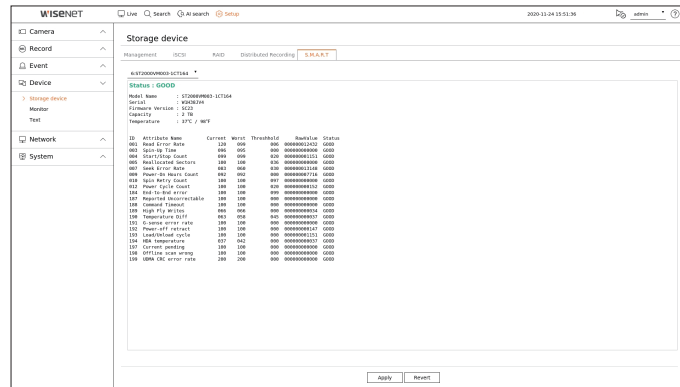 WISENET
Live Search AI search Setup 2020-11-24 15:51:36 admin ?
Camera
Record
Event
Device
> Storage device
Monitor
Text
Network
System
Storage device
Management iSCSI RAID Distributed Recording S.M.A.R.T
6:ST2000VM003-1CT164
Status : GOOD
Model Name : ST2000VM003-1CT164
Serial : W1H3B2V4
Firmware Version : SC23
Capacity : 2 TB
Temperature : 37℃ / 98℉
ID Attribute Name Current Worst Threshhold RawValue Status
001 Read Error Rate 120 099 006 000000012432 GOOD
003 Spin-Up Time 096 095 000 000000000000 GOOD
004 Start/Stop Count 099 099 020 000000001151 GOOD
005 Reallocated Sectors 100 100 036 000000000000 GOOD
007 Seek Error Rate 083 060 030 000000013148 GOOD
009 Power-On Hours Count 092 092 000 000000007716 GOOD
010 Spin Retry Count 100 100 097 000000000000 GOOD
012 Power Cycle Count 100 100 020 000000000152 GOOD
184 End-to-End error 100 100 099 000000000000 GOOD
187 Reported Uncorrectable 100 100 000 000000000000 GOOD
188 Command Timeout 100 100 000 000000000000 GOOD
189 High Fly Writes 066 066 000 000000000034 GOOD
190 Temperature Diff 063 058 045 000000000037 GOOD
191 G-sense error rate 100 100 000 000000000000 GOOD
192 Power-off retract 100 100 000 000000000147 GOOD
193 Load/Unload cycle 100 100 000 000000001151 GOOD
194 HDA temperature 037 042 000 000000000037 GOOD
197 Current pending 100 100 000 000000000000 GOOD
198 Offline scan wrong 100 100 000 000000000000 GOOD
199 UDMA CRC error rate 200 200 000 000000000000 GOOD
Apply Revert